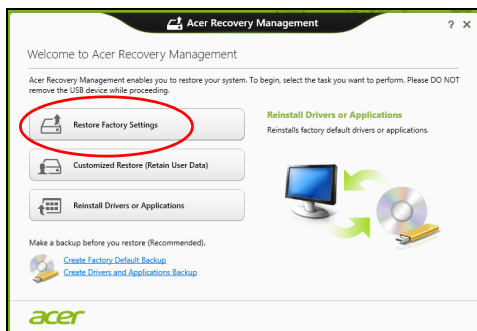 Acer Recovery Management
? X
Welcome to Acer Recovery Management
Acer Recovery Management enables you to restore your system. To begin, select the task you want to perform. Please DO NOT
remove the USB device while proceeding.
Restore Factory Settings
Customized Restore (Retain User Data)
Reinstall Drivers or Applications
Reinstall Drivers or Applications
Reinstalls factory default drivers or applications.
Make a backup before you restore (Recommended).
Create Factory Default Backup
Create Drivers and Applications Backup
acer